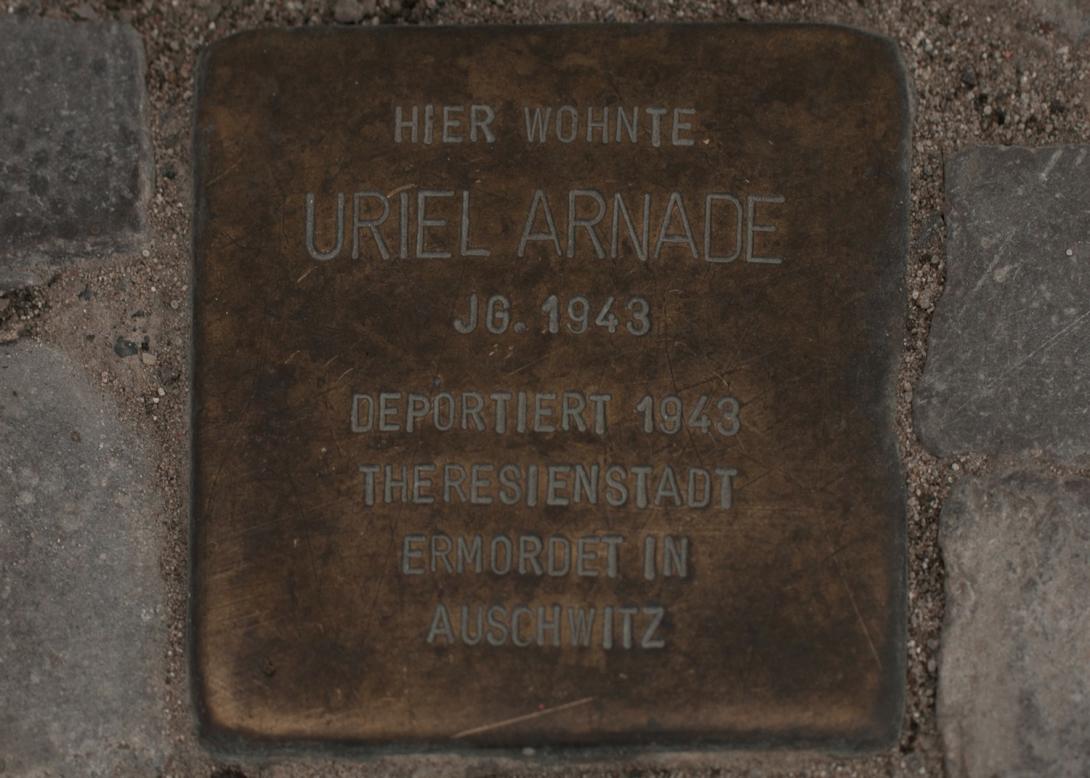 HIER WOHNTE
URIEL ARNADE
JG. 1943
DEPORTIERT 1943
THERESIENSTADT
ERMORDET IN
AUSCHWITZ